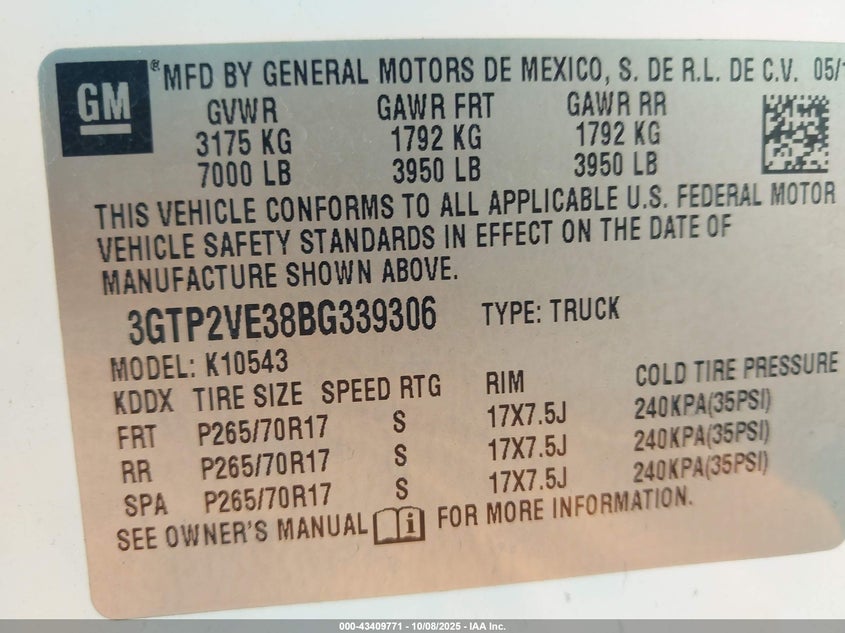 GM
® MFD BY GENERAL MOTORS DE MEXICO, S. DE R.L. DE C.V. 05/1
GVWR GAWR FRT GAWR RR
3175 KG 1792 KG 1792 KG
7000 LB 3950 LB 3950 LB
THIS VEHICLE CONFORMS TO ALL APPLICABLE U.S. FEDERAL MOTOR
VEHICLE SAFETY STANDARDS IN EFFECT ON THE DATE OF
MANUFACTURE SHOWN ABOVE.
3GTP2VE38BG339306 TYPE: TRUCK
MODEL: K10543
KDDX TIRE SIZE SPEED RTG RIM COLD TIRE PRESSURE
FRT P265/70R17 S 17X7.5J 240KPA(35PSI)
RR P265/70R17 S 17X7.5J 240KPA(35PSI)
SPA P265/70R17 S 17X7.5J 240KPA(35PSI)
SEE OWNER'S MANUAL i FOR MORE INFORMATION.
000-43409771 - 10/08/2025 - IAA Inc.